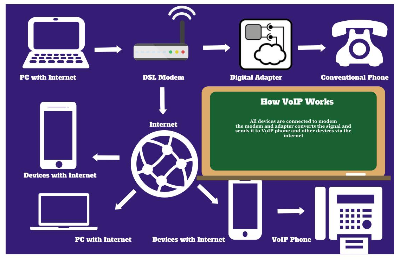 PC with Internet
DSL Modem
Digital Adapter
Conventional Phone
How VoIP Works
All devices are connected to modem
the modem and adapter converts the signal and
sends it to VoIP phone and other devices via the
internet
Internet
Devices with Internet
PC with Internet
Devices with Internet
VoIP Phone